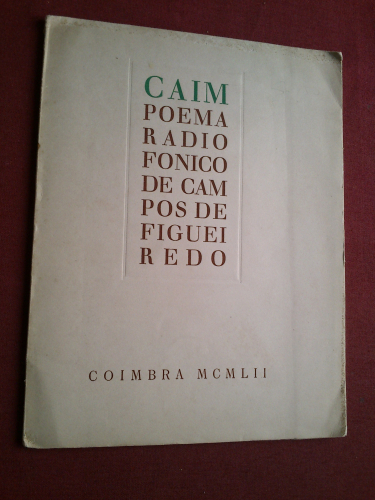 CAIM
POEMA
RADIO
FONICO
DE CAM
POS DE
FIGUEI
REDO
COIMBRA MCMLII